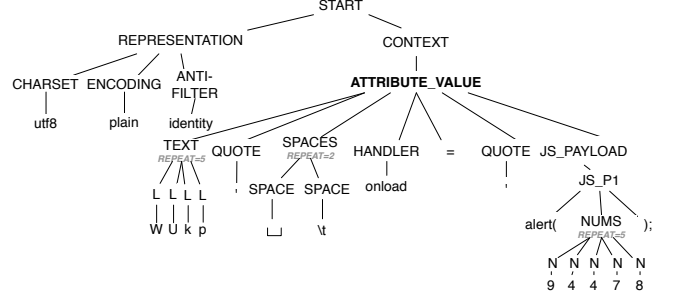 START
REPRESENTATION CONTEXT
CHARSET ENCODING ANTI-
FILTER
ATTRIBUTE_VALUE
utf8 plain identity
TEXT QUOTE SPACES HANDLER = QUOTE JS_PAYLOAD
REPEAT=5 REPEAT=2
' SPACE SPACE onload ' JS_P1
L L L L
W U k p ⎵ \t alert( NUMS );
REPEAT=5
N N N N N
9 4 4 7 8